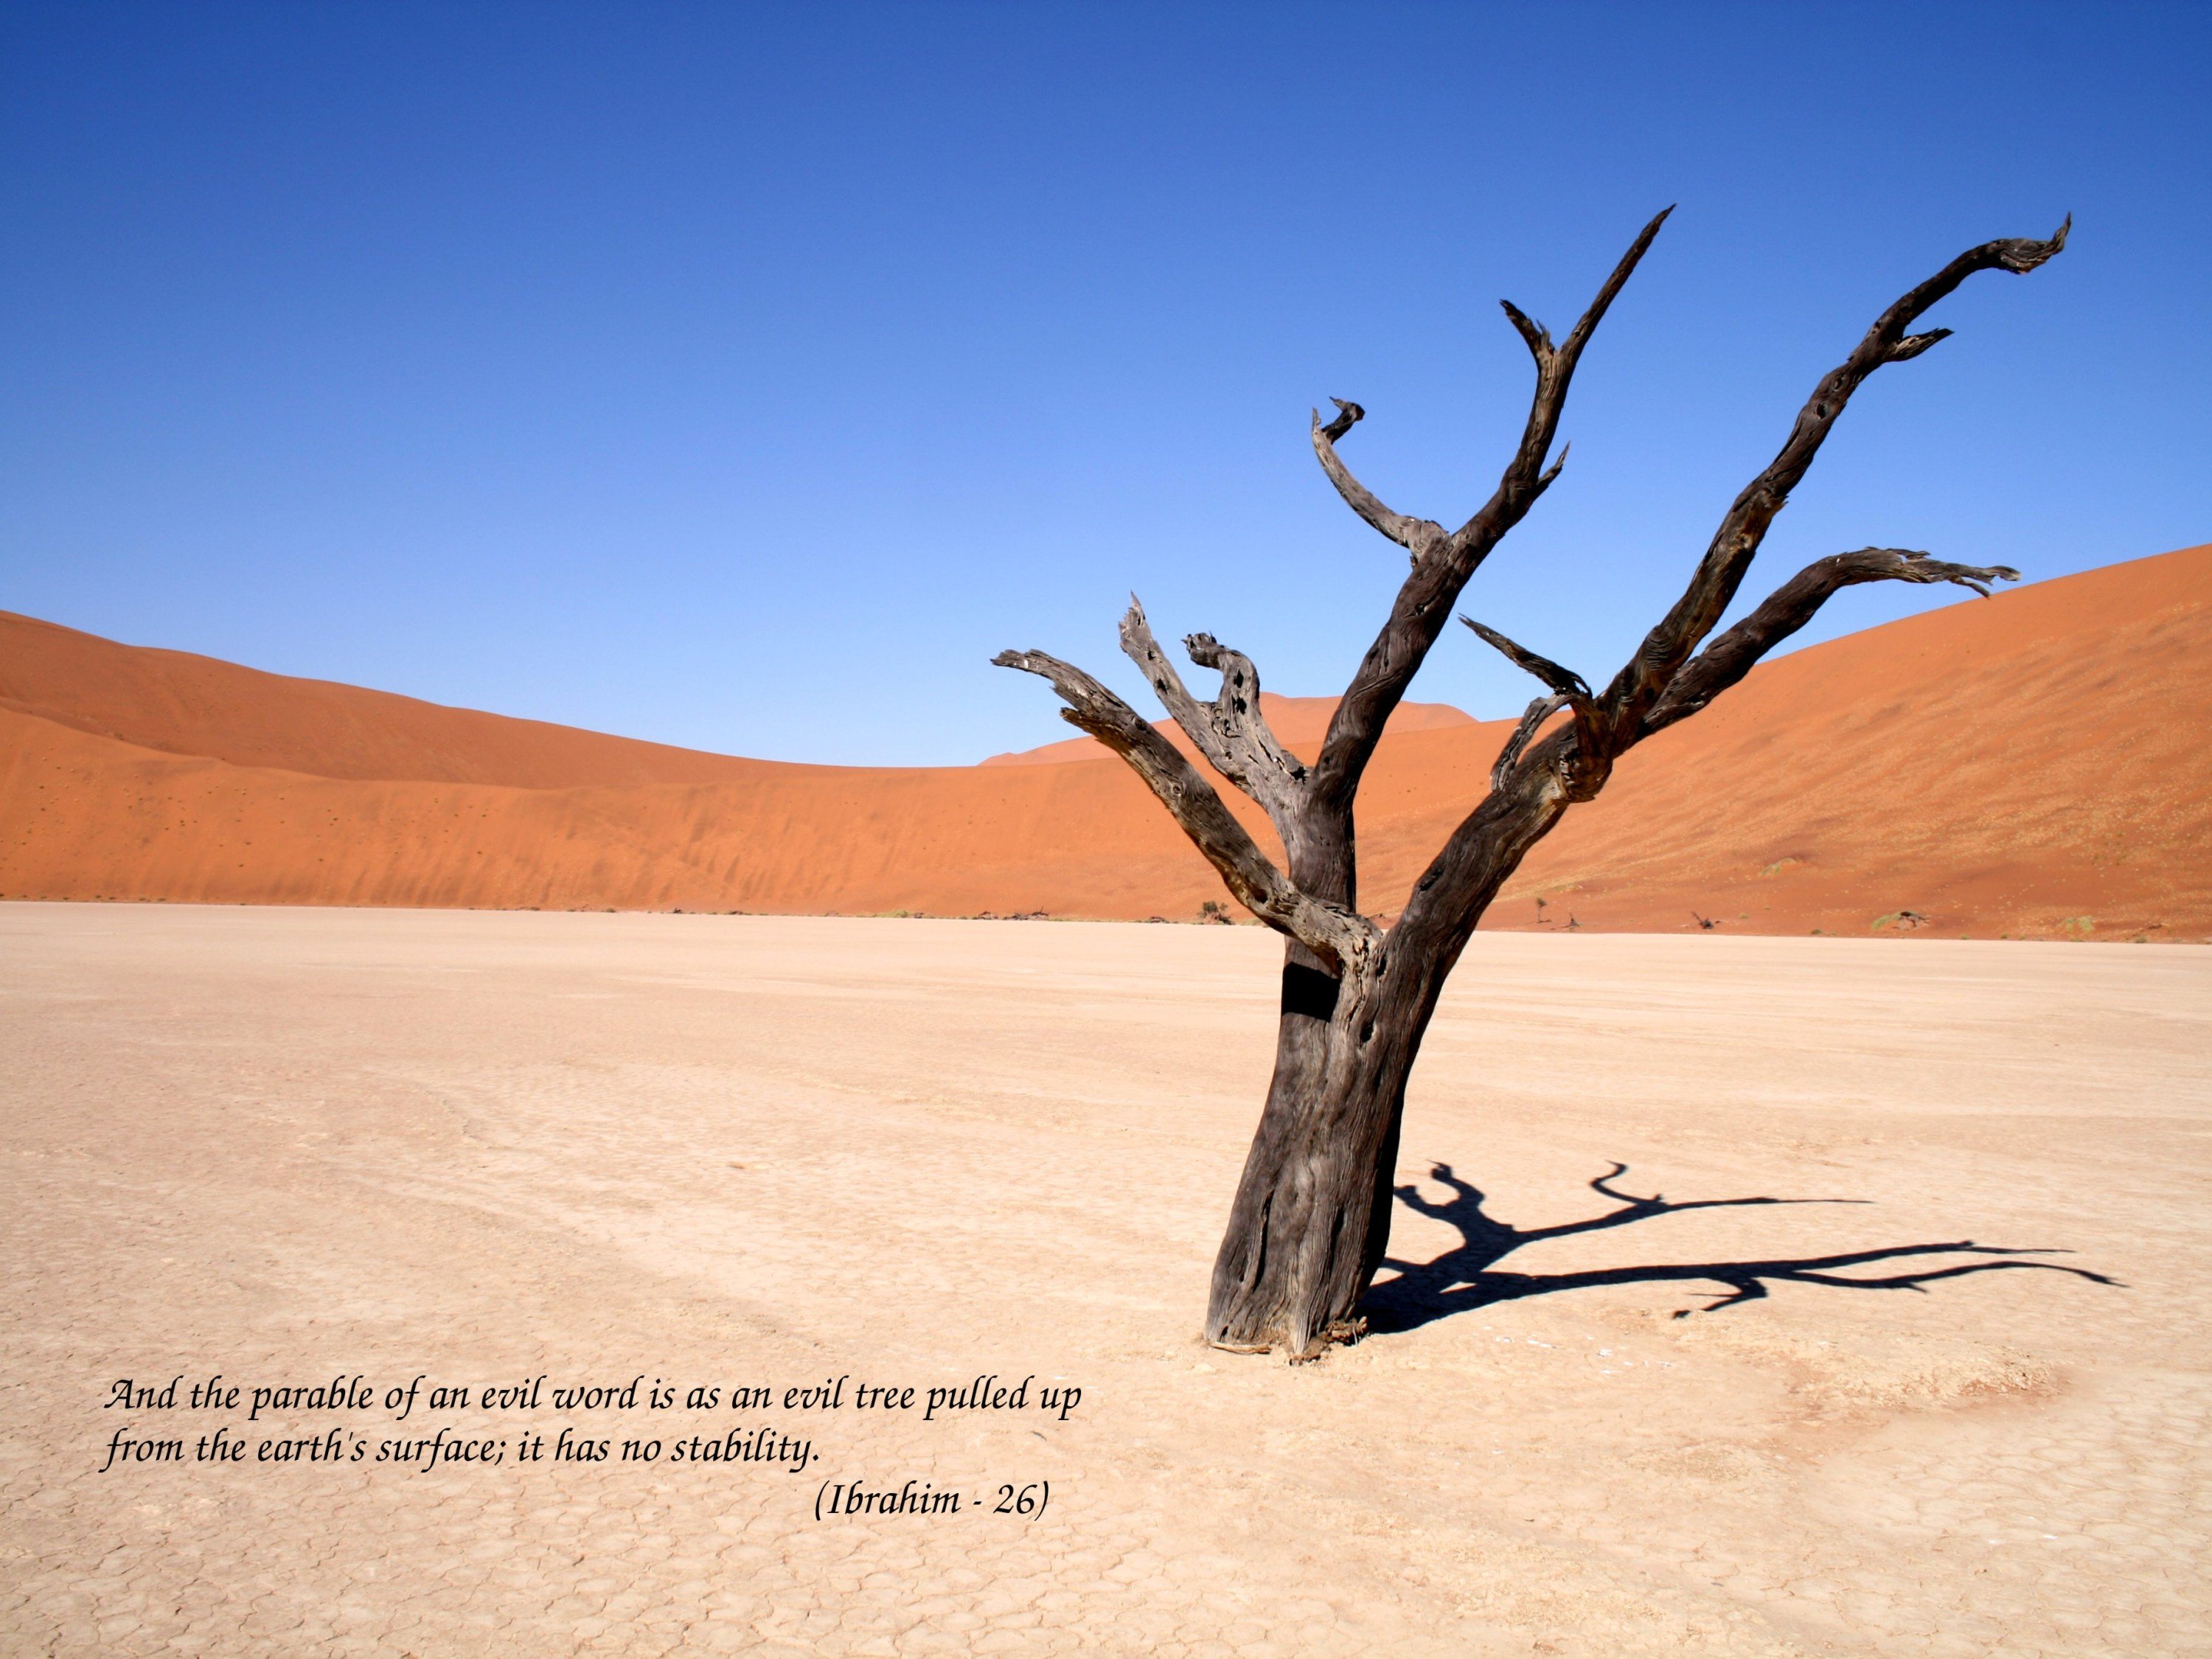 And the parable of an evil word is as an evil tree pulled up
from the earth's surface; it has no stability.
(Ibrahim - 26)